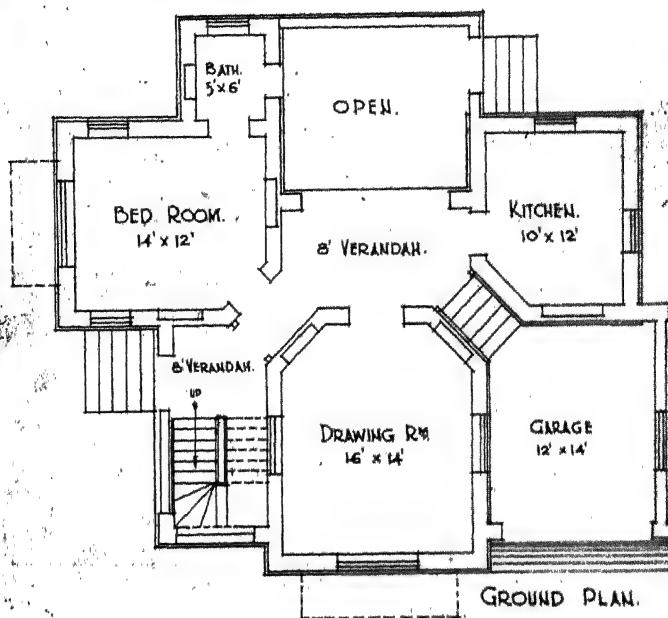 BATH.
5' x 6'
OPEN.
BED ROOM.
14' x 12'
KITCHEN.
10' x 12'
8' VERANDAH.
8' VERANDAH.
UP
DRAWING RM.
16' x 14'
GARAGE
12' x 14'
GROUND PLAN.